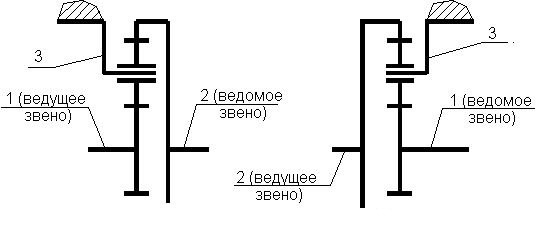 3
1 (ведущее
звено)
2 (ведомое
звено)
3
1 (ведомое
звено)
2 (ведущее
звено)